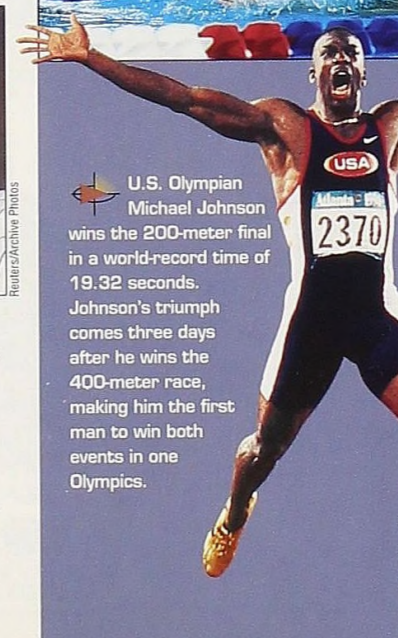 Reuters/Archive Photos
U.S. Olympian
Michael Johnson
wins the 200-meter final
in a world-record time of
19.32 seconds.
Johnson's triumph
comes three days
after he wins the
400-meter race,
making him the first
man to win both
events in one
Olympics.
USA
Atlanta
2370